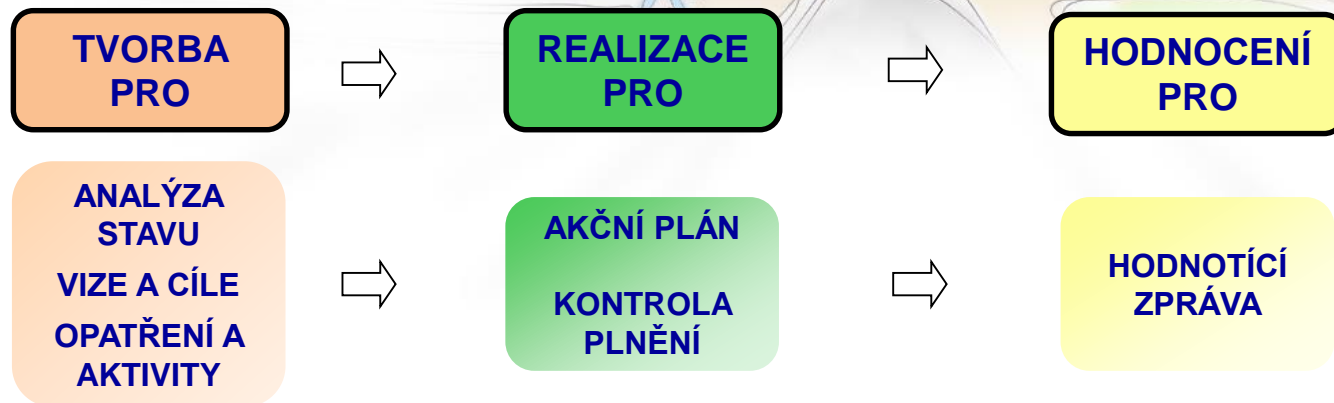 TVORBA
PRO
REALIZACE
PRO
HODNOCENÍ
PRO
ANALÝZA
STAVU
VIZE A CÍLE
OPATŘENÍ A
AKTIVITY
AKČNÍ PLÁN
KONTROLA
PLNĚNÍ
HODNOTÍCÍ
ZPRÁVA